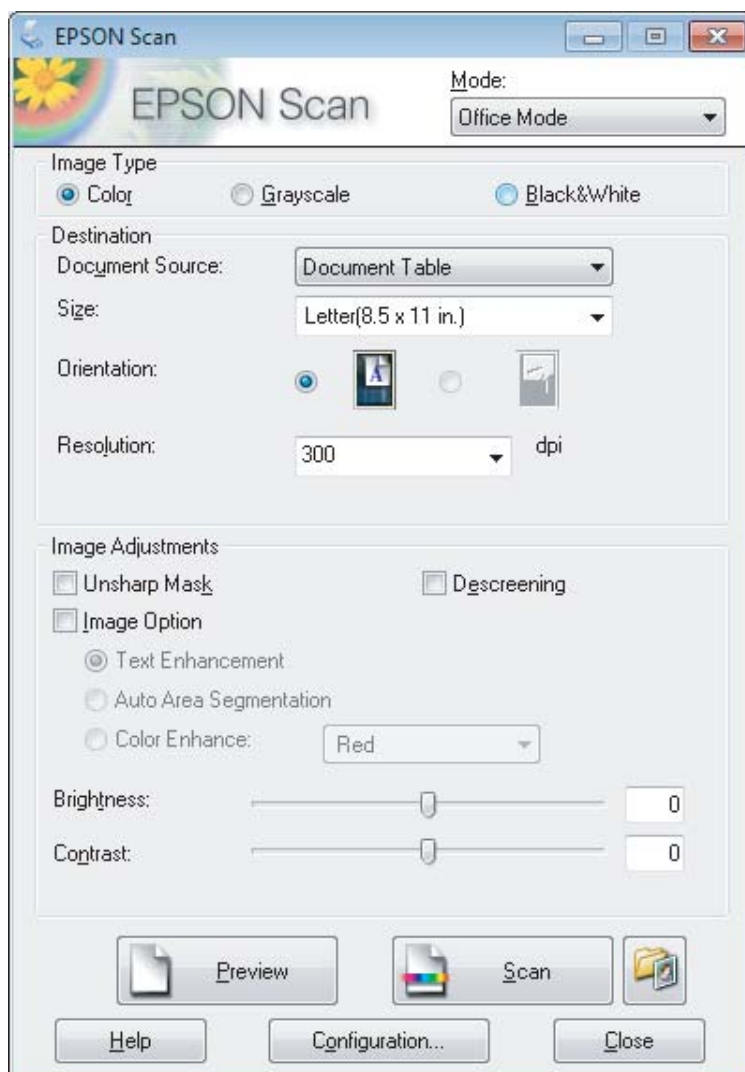 EPSON Scan
EPSON Scan
Mode:
Office Mode
Image Type
Color Grayscale Black&White
Destination
Document Source: Document Table
Size: Letter(8.5 x 11 in.)
Orientation: A
Resolution: 300 dpi
Image Adjustments
Unsharp Mask Descreening
Image Option
Text Enhancement
Auto Area Segmentation
Color Enhance: Red
Brightness: 0
Contrast: 0
Preview Scan
Help Configuration... Close